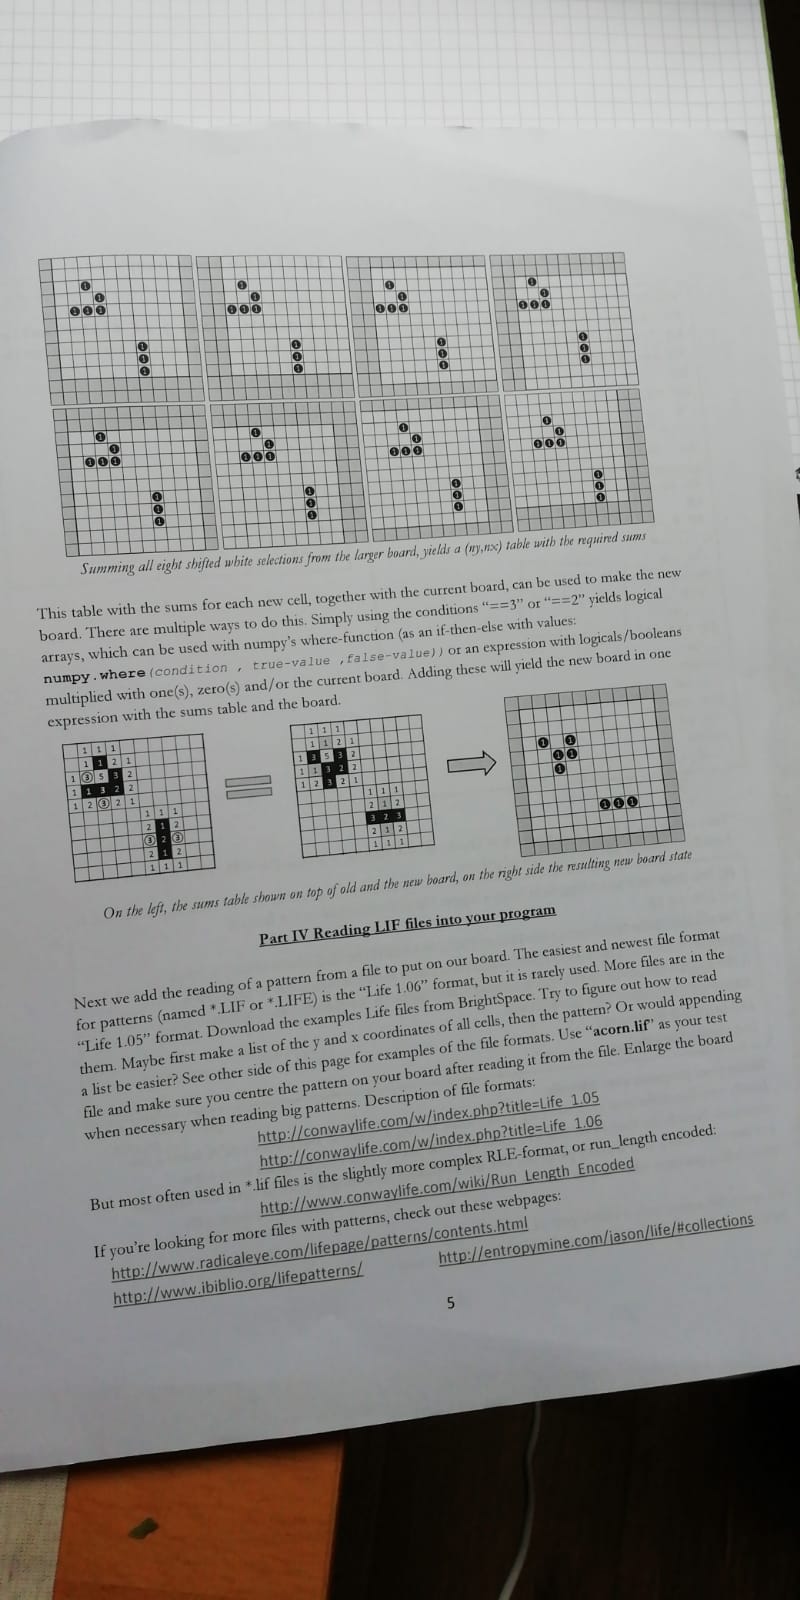 Summing all eight shifted white selections from the larger board, yields a (ny,nx) table with the required sums
This table with the sums for each new cell, together with the current board, can be used to make the new
board. There are multiple ways to do this. Simply using the conditions “==3” or “==2” yields logical
arrays, which can be used with numpy’s where-function (as an if-then-else with values:
numpy.where(condition , true-value ,false-value)) or an expression with logicals/booleans
multiplied with one(s), zero(s) and/or the current board. Adding these will yield the new board in one
expression with the sums table and the board.
On the left, the sums table shown on top of old and the new board, on the right side the resulting new board state
Part IV Reading LIF files into your program
Next we add the reading of a pattern from a file to put on our board. The easiest and newest file format
for patterns (named *.LIF or *.LIFE) is the “Life 1.06” format, but it is rarely used. More files are in the
“Life 1.05” format. Download the examples Life files from BrightSpace. Try to figure out how to read
them. Maybe first make a list of the y and x coordinates of all cells, then the pattern? Or would appending
a list be easier? See other side of this page for examples of the file formats. Use “acorn.lif” as your test
file and make sure you centre the pattern on your board after reading it from the file. Enlarge the board
when necessary when reading big patterns. Description of file formats:
http://conwaylife.com/w/index.php?title=Life_1.05
http://conwaylife.com/w/index.php?title=Life_1.06
But most often used in *.lif files is the slightly more complex RLE-format, or run_length encoded:
http://www.conwaylife.com/wiki/Run_Length_Encoded
If you’re looking for more files with patterns, check out these webpages:
http://www.radicaleye.com/lifepage/patterns/contents.html
http://www.ibiblio.org/lifepatterns/ http://entropymine.com/jason/life/#collections
5